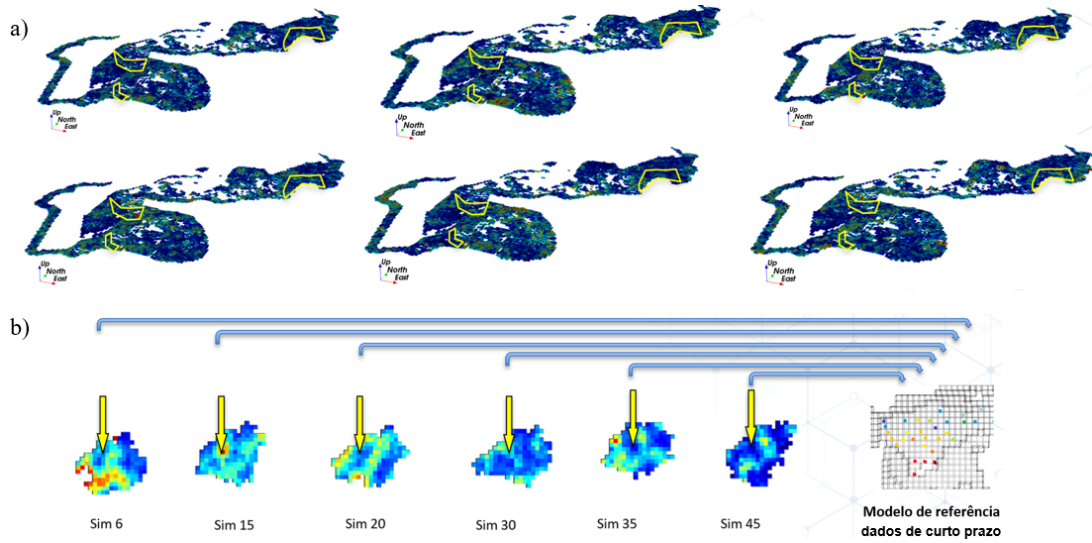 a)
Up
North
East
Up
North
East
Up
North
East
Up
North
East
Up
North
East
Up
North
East
b)
Sim 6
Sim 15
Sim 20
Sim 30
Sim 35
Sim 45
Modelo de referência
dados de curto prazo